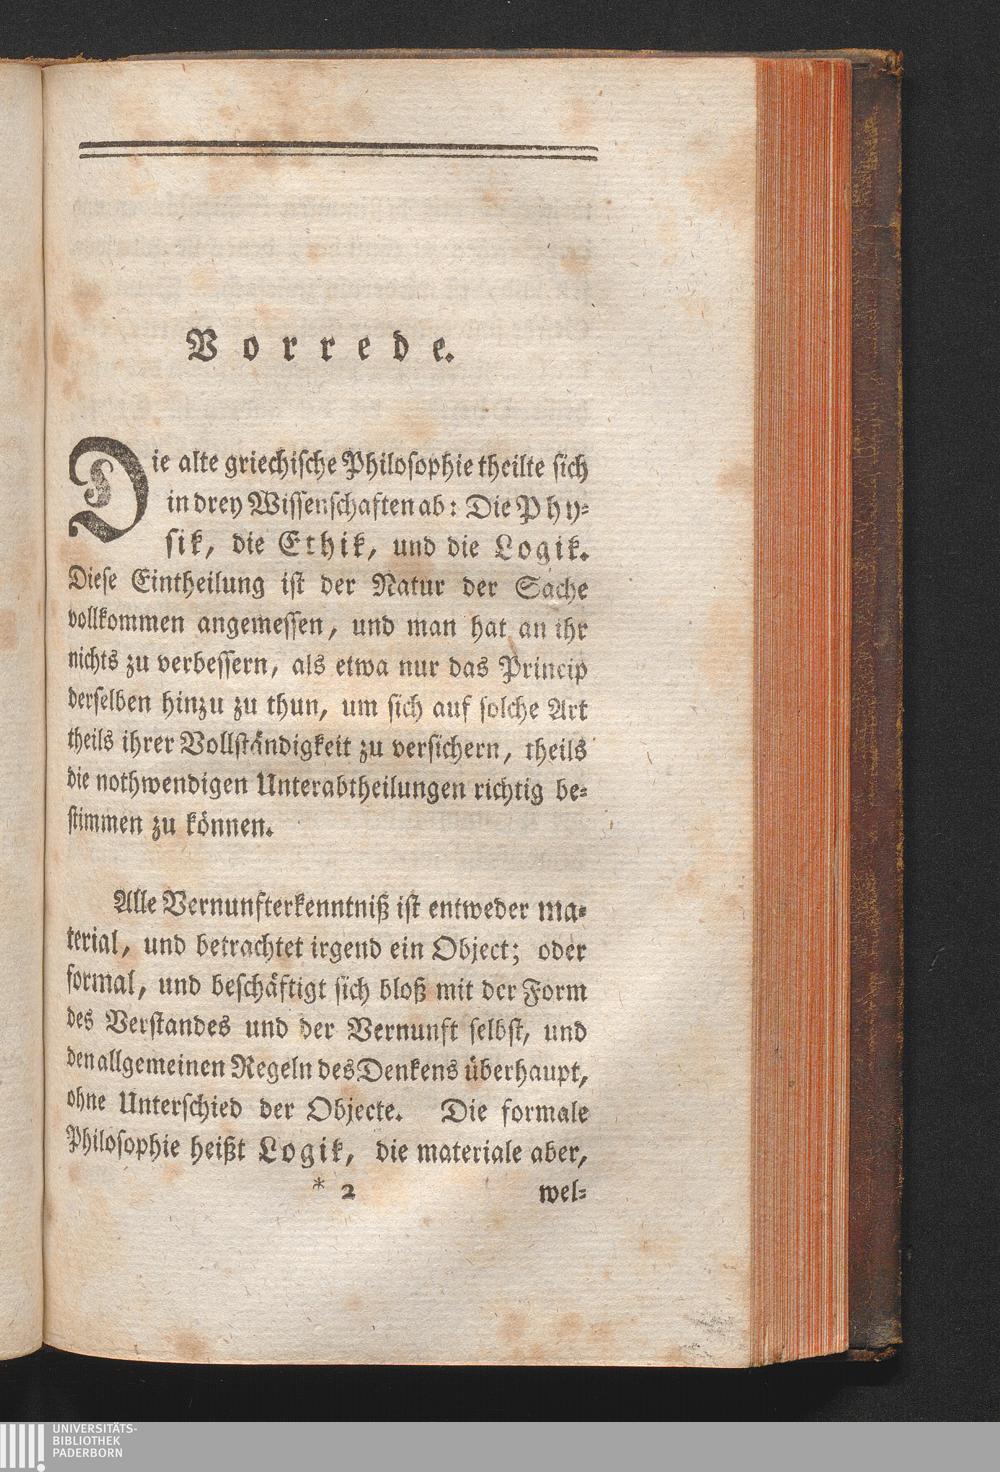 Vorrede.
Die alte griechische Philosophie theilte sich
in drey Wissenschaften ab: Die Phy-
sik, die Ethik, und die Logik.
Diese Eintheilung ist der Natur der Sache
vollkommen angemessen, und man hat an ihr
nichts zu verbessern, als etwa nur das Princip
derselben hinzu zu thun, um sich auf solche Art
theils ihrer Vollständigkeit zu versichern, theils
die nothwendigen Unterabtheilungen richtig be-
stimmen zu können.
Alle Vernunfterkenntniß ist entweder ma-
terial, und betrachtet irgend ein Object; oder
formal, und beschäftigt sich bloß mit der Form
des Verstandes und der Vernunft selbst, und
den allgemeinen Regeln des Denkens überhaupt,
ohne Unterschied der Objecte. Die formale
Philosophie heißt Logik, die materiale aber,
* 2 wel-
UNIVERSITÄTS-
BIBLIOTHEK
PADERBORN